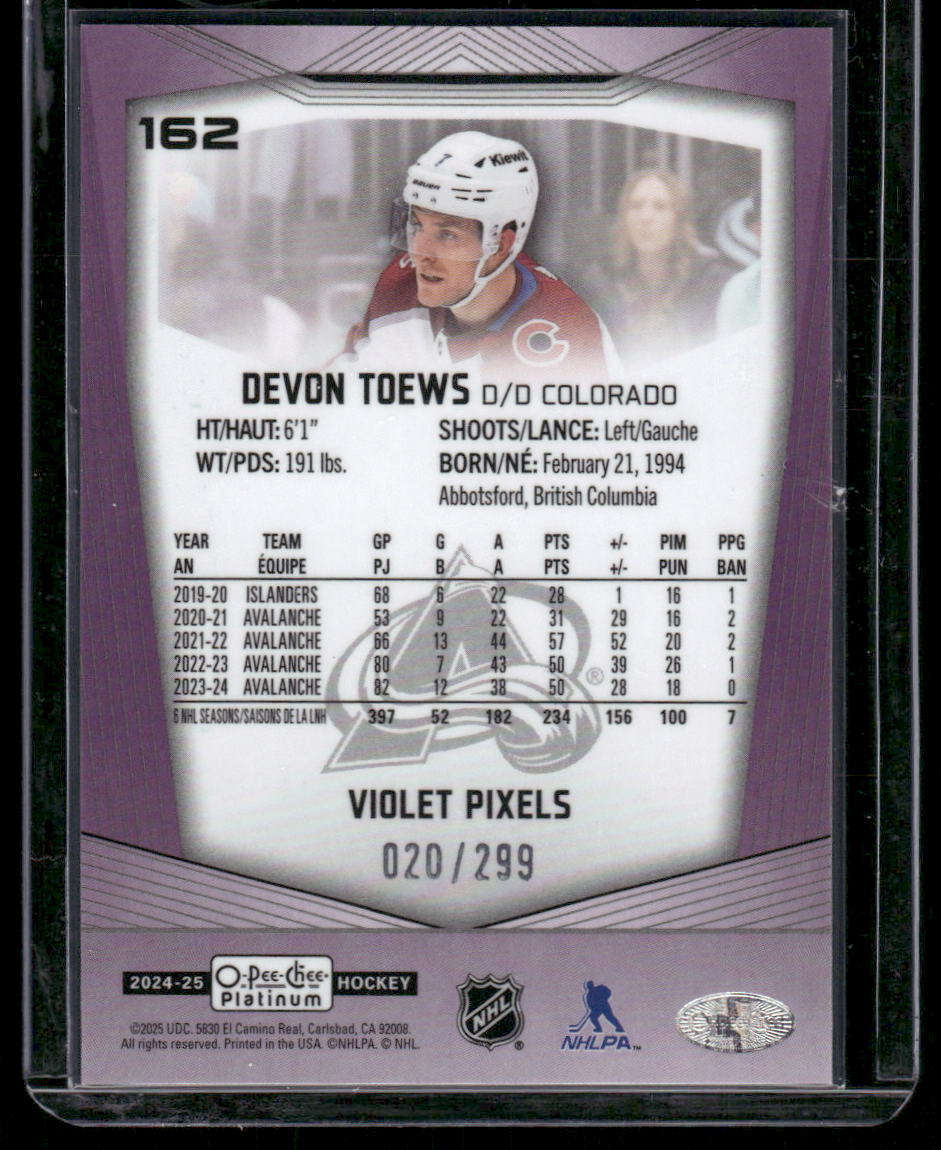 162
7
Kiewit
BAUER
C
DEVON TOEWS D/D COLORADO
HT/HAUT: 6'1" SHOOTS/LANCE: Left/Gauche
WT/PDS: 191 lbs. BORN/NÉ: February 21, 1994
Abbotsford, British Columbia
YEAR TEAM GP G A PTS +/- PIM PPG
AN ÉQUIPE PJ B A PTS +/- PUN BAN
2019-20 ISLANDERS 68 6 22 28 1 16 1
2020-21 AVALANCHE 53 9 22 31 29 16 2
2021-22 AVALANCHE 66 13 44 57 52 20 2
2022-23 AVALANCHE 80 7 43 50 39 26 1
2023-24 AVALANCHE 82 12 38 50 28 18 0
6 NHL SEASONS/SAISONS DE LA LNH 397 52 182 234 156 100 7
®
VIOLET PIXELS
020/299
2024-25 O-Pee-Chee Platinum HOCKEY
©2025 UDC. 5830 El Camino Real, Carlsbad, CA 92008.
All rights reserved. Printed in the USA. ©NHLPA. © NHL.
NHL ®
NHLPA™